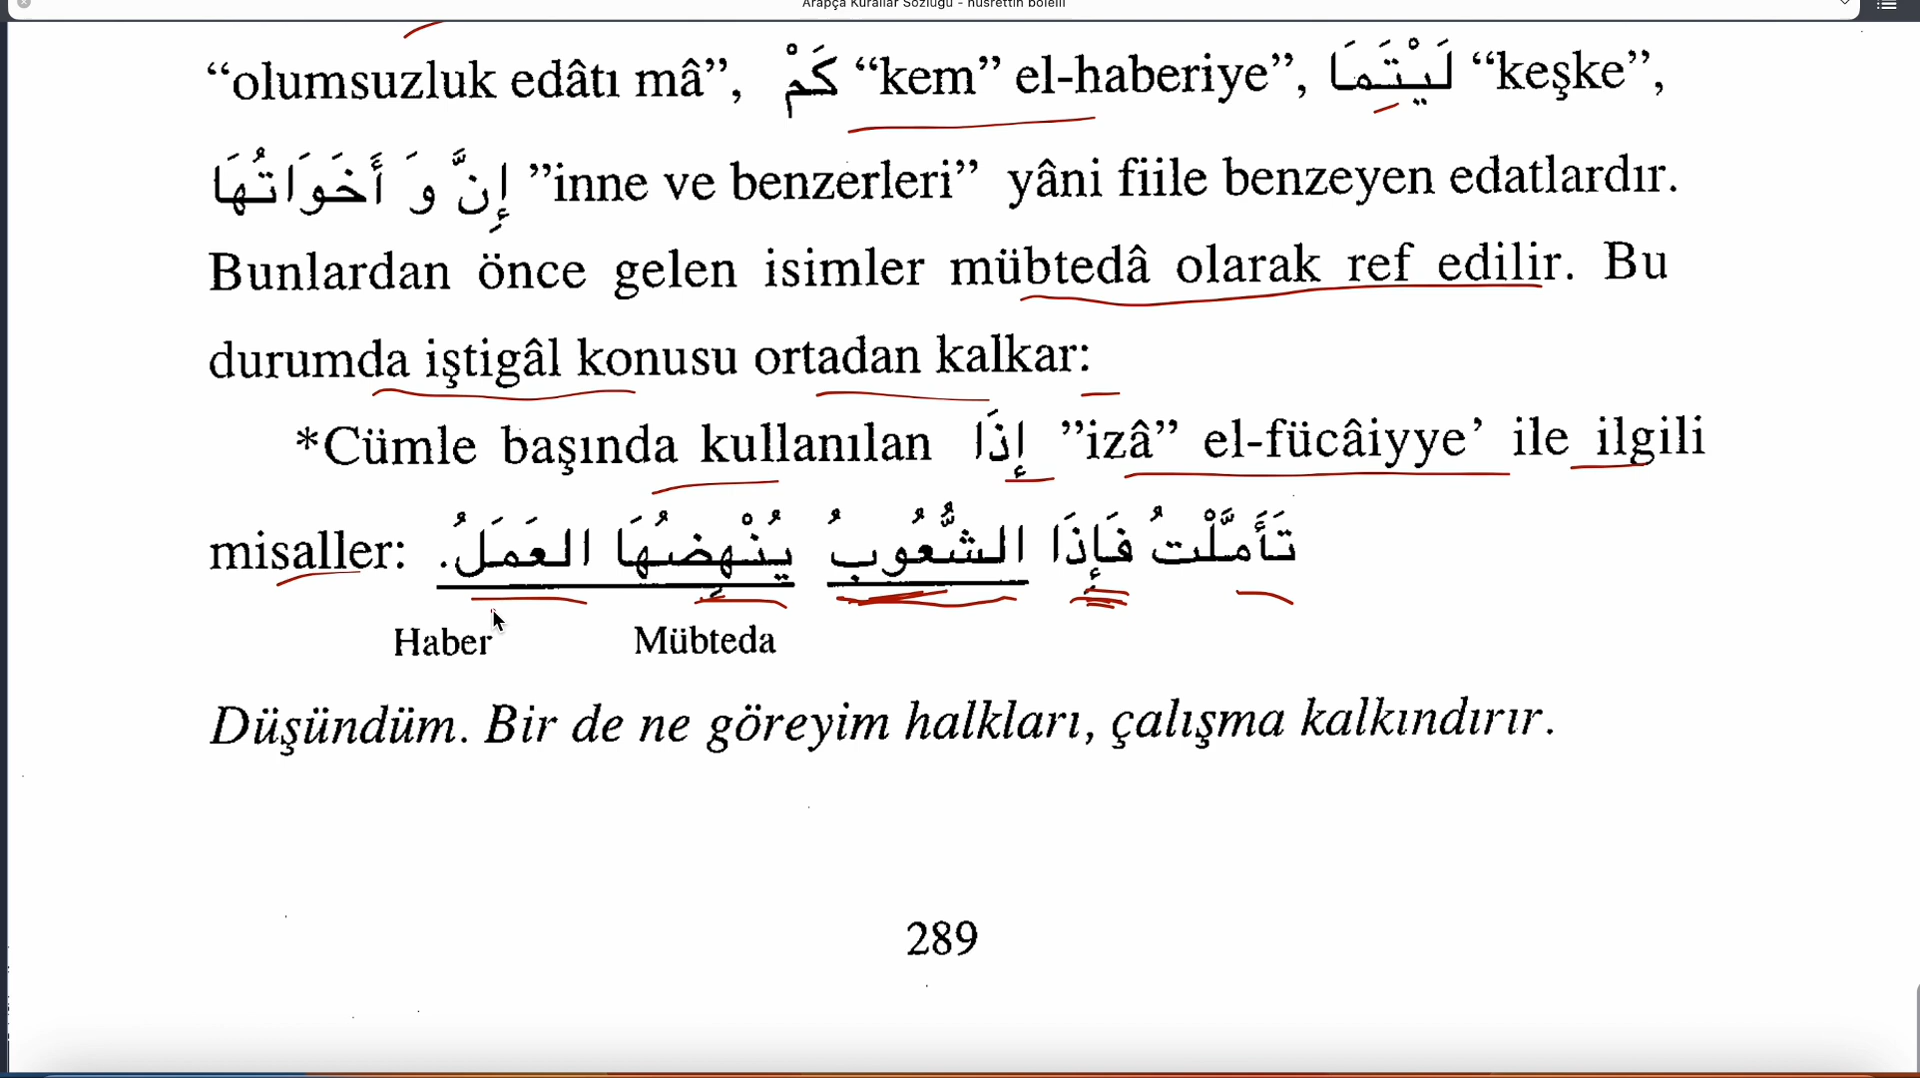 Arapça Kurallar Sözlüğü - nusrettin bolelli
“olumsuzluk edâtı mâ”, كَمْ “kem” el-haberiye”, لَيْتَمَا “keşke”,
إِنَّ وَ أَخَوَاتُهَا ”inne ve benzerleri” yâni fiile benzeyen edatlardır.
Bunlardan önce gelen isimler mübtedâ olarak ref edilir. Bu
durumda iştigâl konusu ortadan kalkar:
*Cümle başında kullanılan إِذَا ”izâ” el-fücâiyye’ ile ilgili
misaller: تَأَمَّلْتُ فَإِذَا الشُّعُوبُ يُنْهِضُهَا العَمَلُ.
Haber Mübteda
Düşündüm. Bir de ne göreyim halkları, çalışma kalkındırır.
289